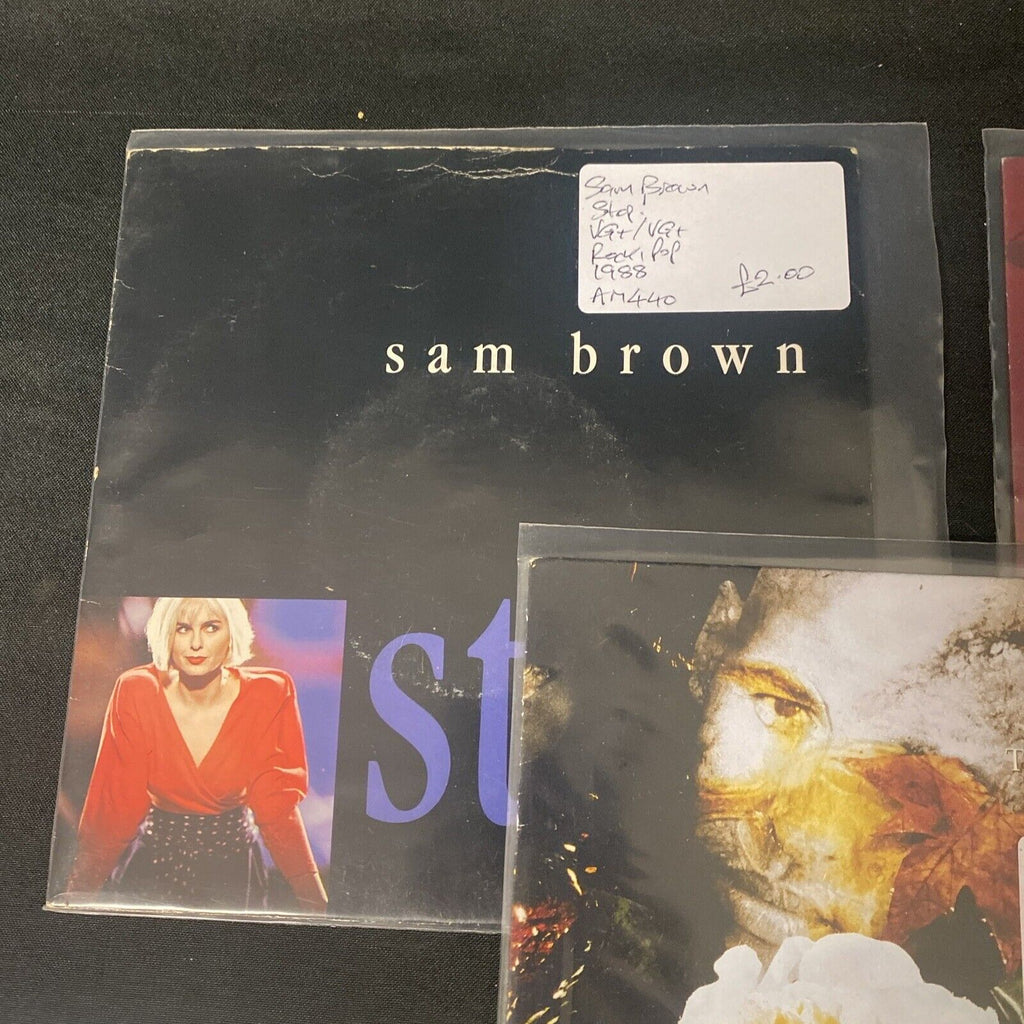 Sam Brown
Stop.
VG+/VG+
Rock, Pop
1988
AM440 £2.00
sam brown
st
T